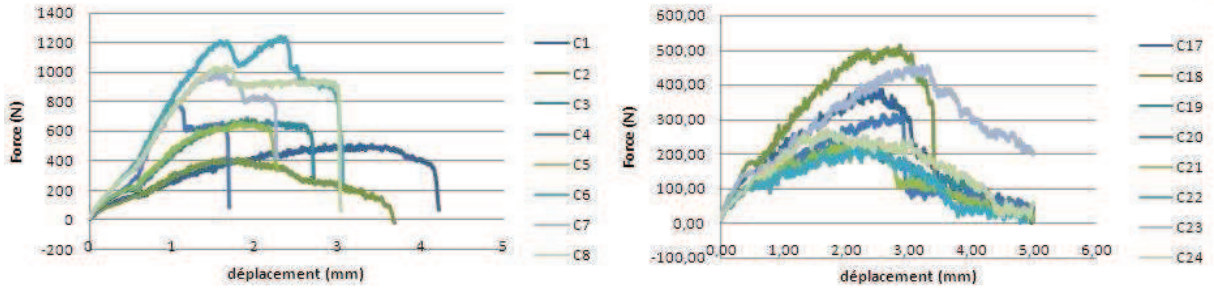 1400
1200
1000
800
600
400
200
0
-200
Force (N)
0 1 2 3 4 5
déplacement (mm)
C1
C2
C3
C4
C5
C6
C7
C8
600,00
500,00
400,00
300,00
200,00
100,00
0,00
-100,00
Force (N)
0,00 1,00 2,00 3,00 4,00 5,00 6,00
déplacement (mm)
C17
C18
C19
C20
C21
C22
C23
C24